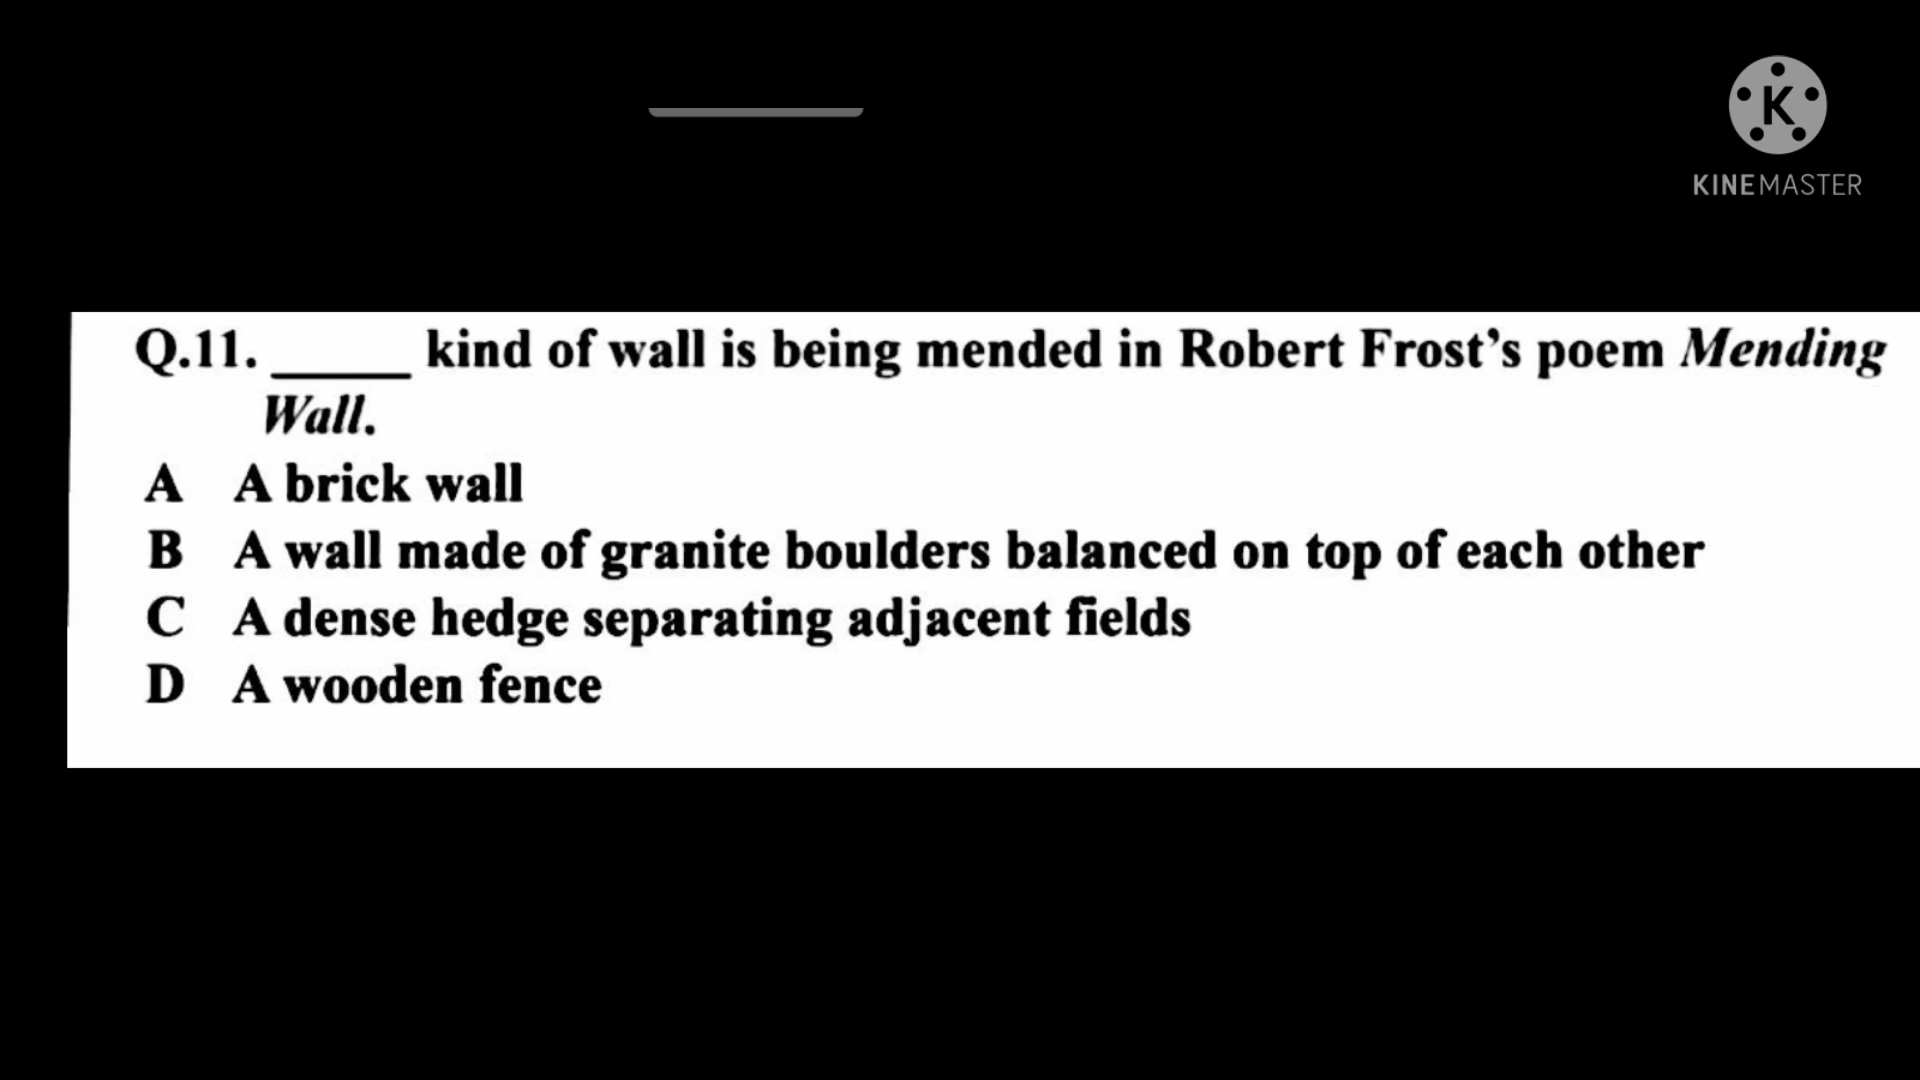 K
KINEMASTER
Q.11. _____ kind of wall is being mended in Robert Frost’s poem Mending
Wall.
A A brick wall
B A wall made of granite boulders balanced on top of each other
C A dense hedge separating adjacent fields
D A wooden fence